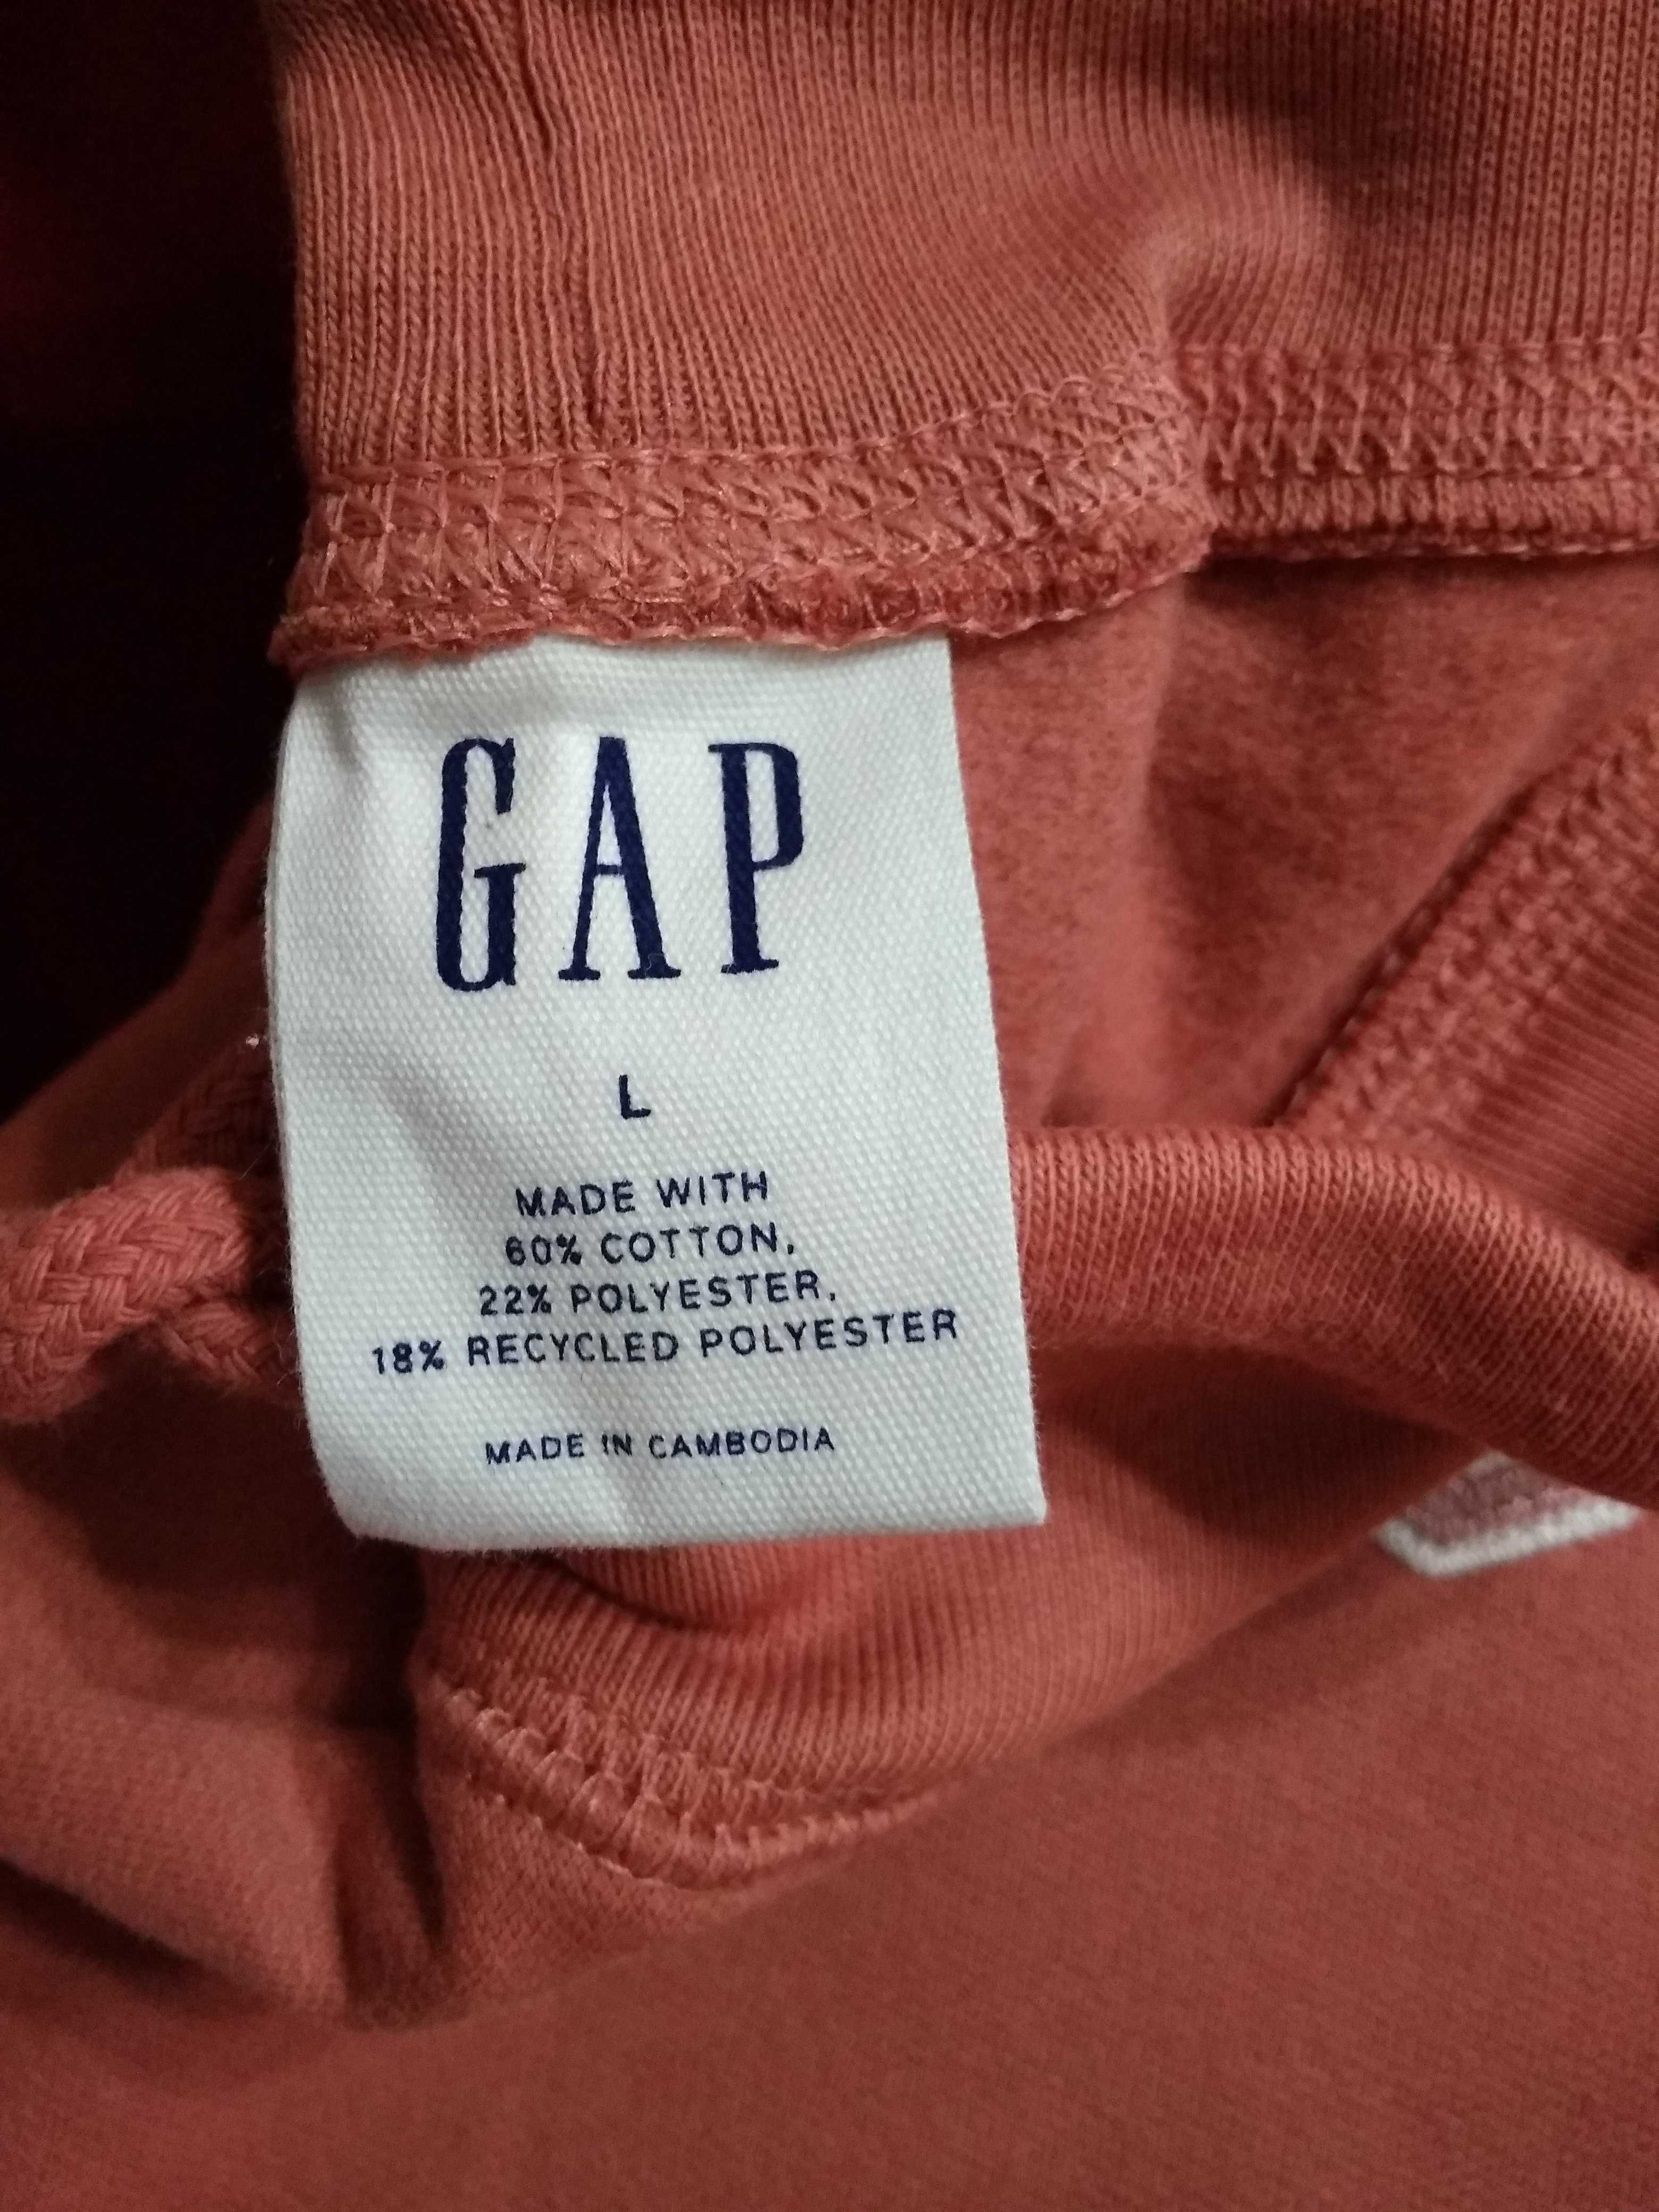 GAP
L
MADE WITH
60% COTTON,
22% POLYESTER,
18% RECYCLED POLYESTER
MADE IN CAMBODIA